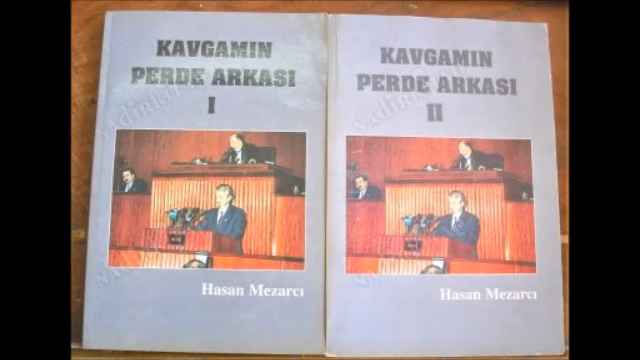 KAVGAMIN
PERDE ARKASI
I
Hasan Mezarcı
KAVGAMIN
PERDE ARKASI
II
Hasan Mezarcı